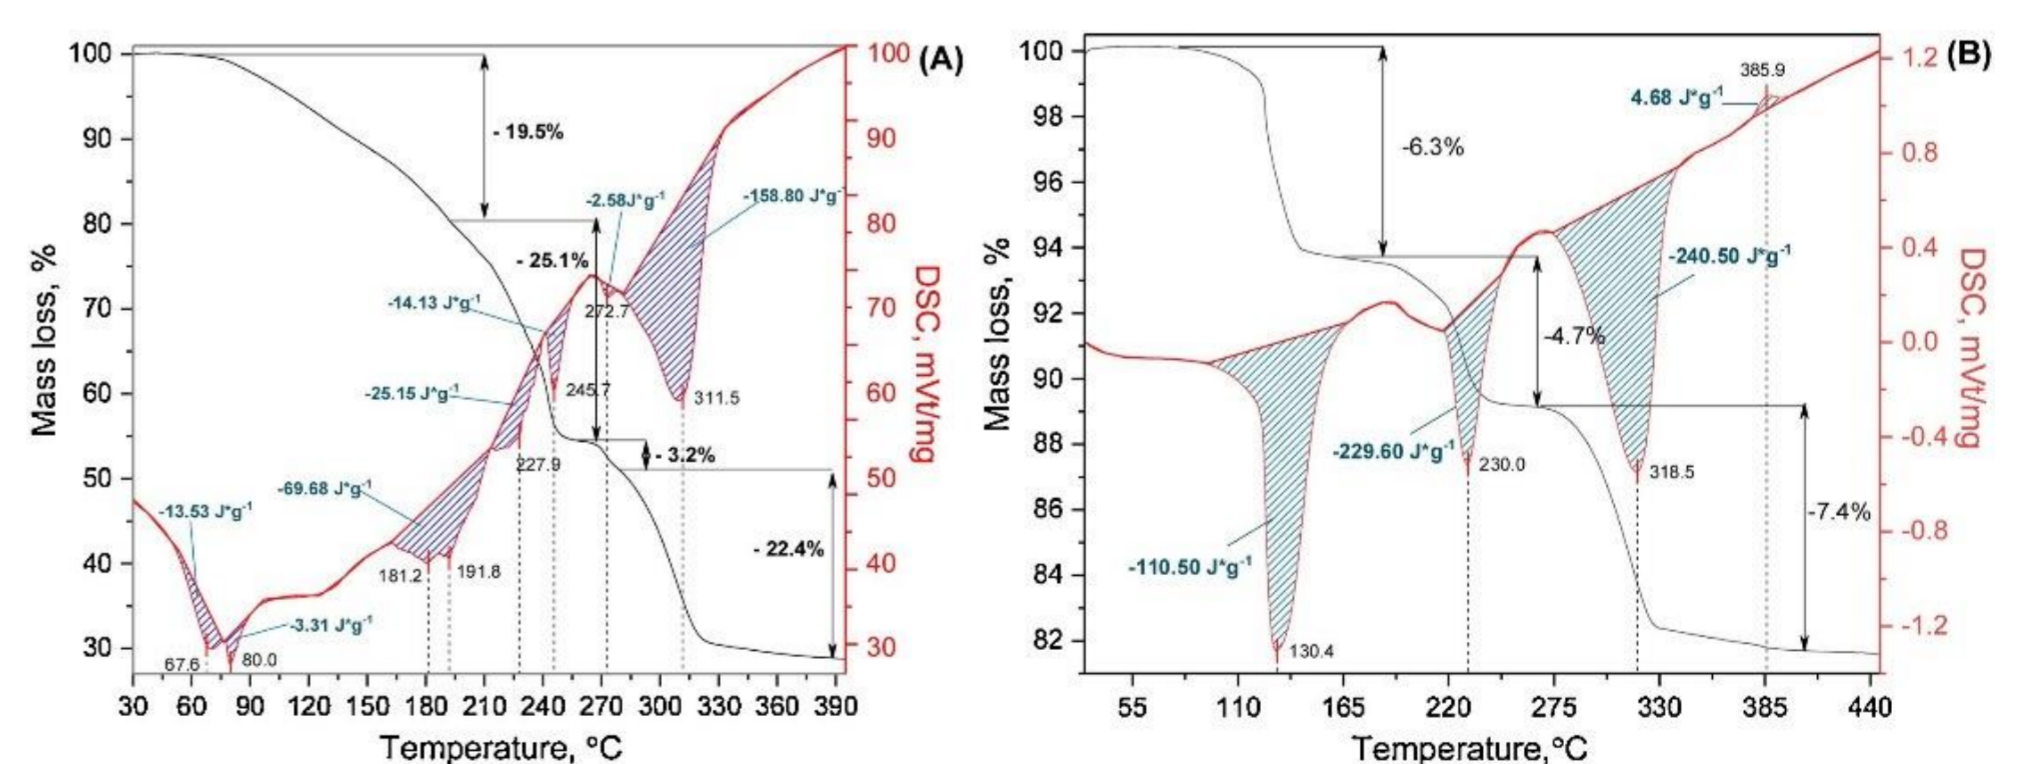 (A)
Mass loss, %
100
90
80
70
60
50
40
30
30 60 90 120 150 180 210 240 270 300 330 360 390
Temperature, °C
100
90
80
70
60
50
40
30
DSC, mVt/mg
- 19.5%
- 25.1%
- 3.2%
- 22.4%
-2.58J*g-1
-158.80 J*g-1
-14.13 J*g-1
-25.15 J*g-1
-69.68 J*g-1
-13.53 J*g-1
-3.31 J*g-1
272.7
245.7
311.5
227.9
181.2
191.8
67.6
80.0
(B)
Mass loss, %
100
98
96
94
92
90
88
86
84
82
55 110 165 220 275 330 385 440
Temperature,°C
1.2
0.8
0.4
0.0
-0.4
-0.8
-1.2
DSC, mVt/mg
385.9
4.68 J*g-1
-6.3%
-240.50 J*g-1
-4.7%
-229.60 J*g-1
230.0
318.5
-7.4%
-110.50 J*g-1
130.4